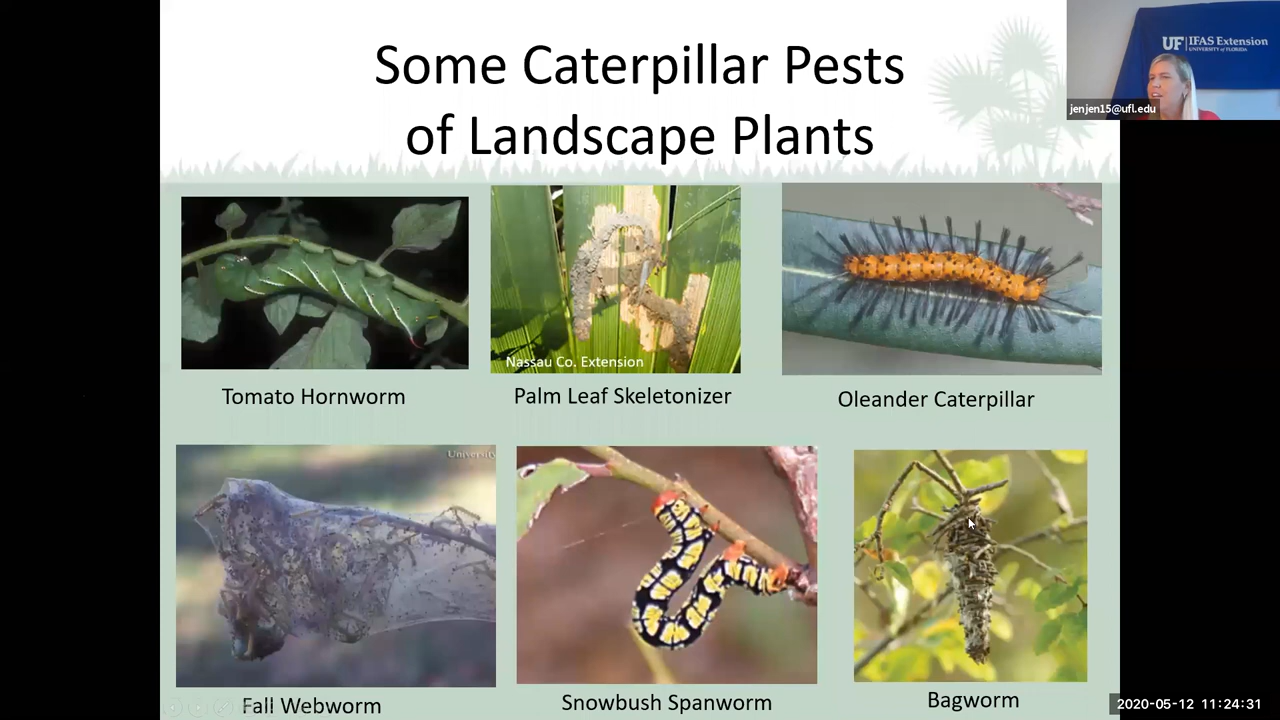 Some Caterpillar Pests
of Landscape Plants
UF IFAS Extension
UNIVERSITY of FLORIDA
jenjen15@ufl.edu
Nassau Co. Extension
Tomato Hornworm
Palm Leaf Skeletonizer
Oleander Caterpillar
University
Fall Webworm
Snowbush Spanworm
Bagworm
2020-05-12 11:24:31